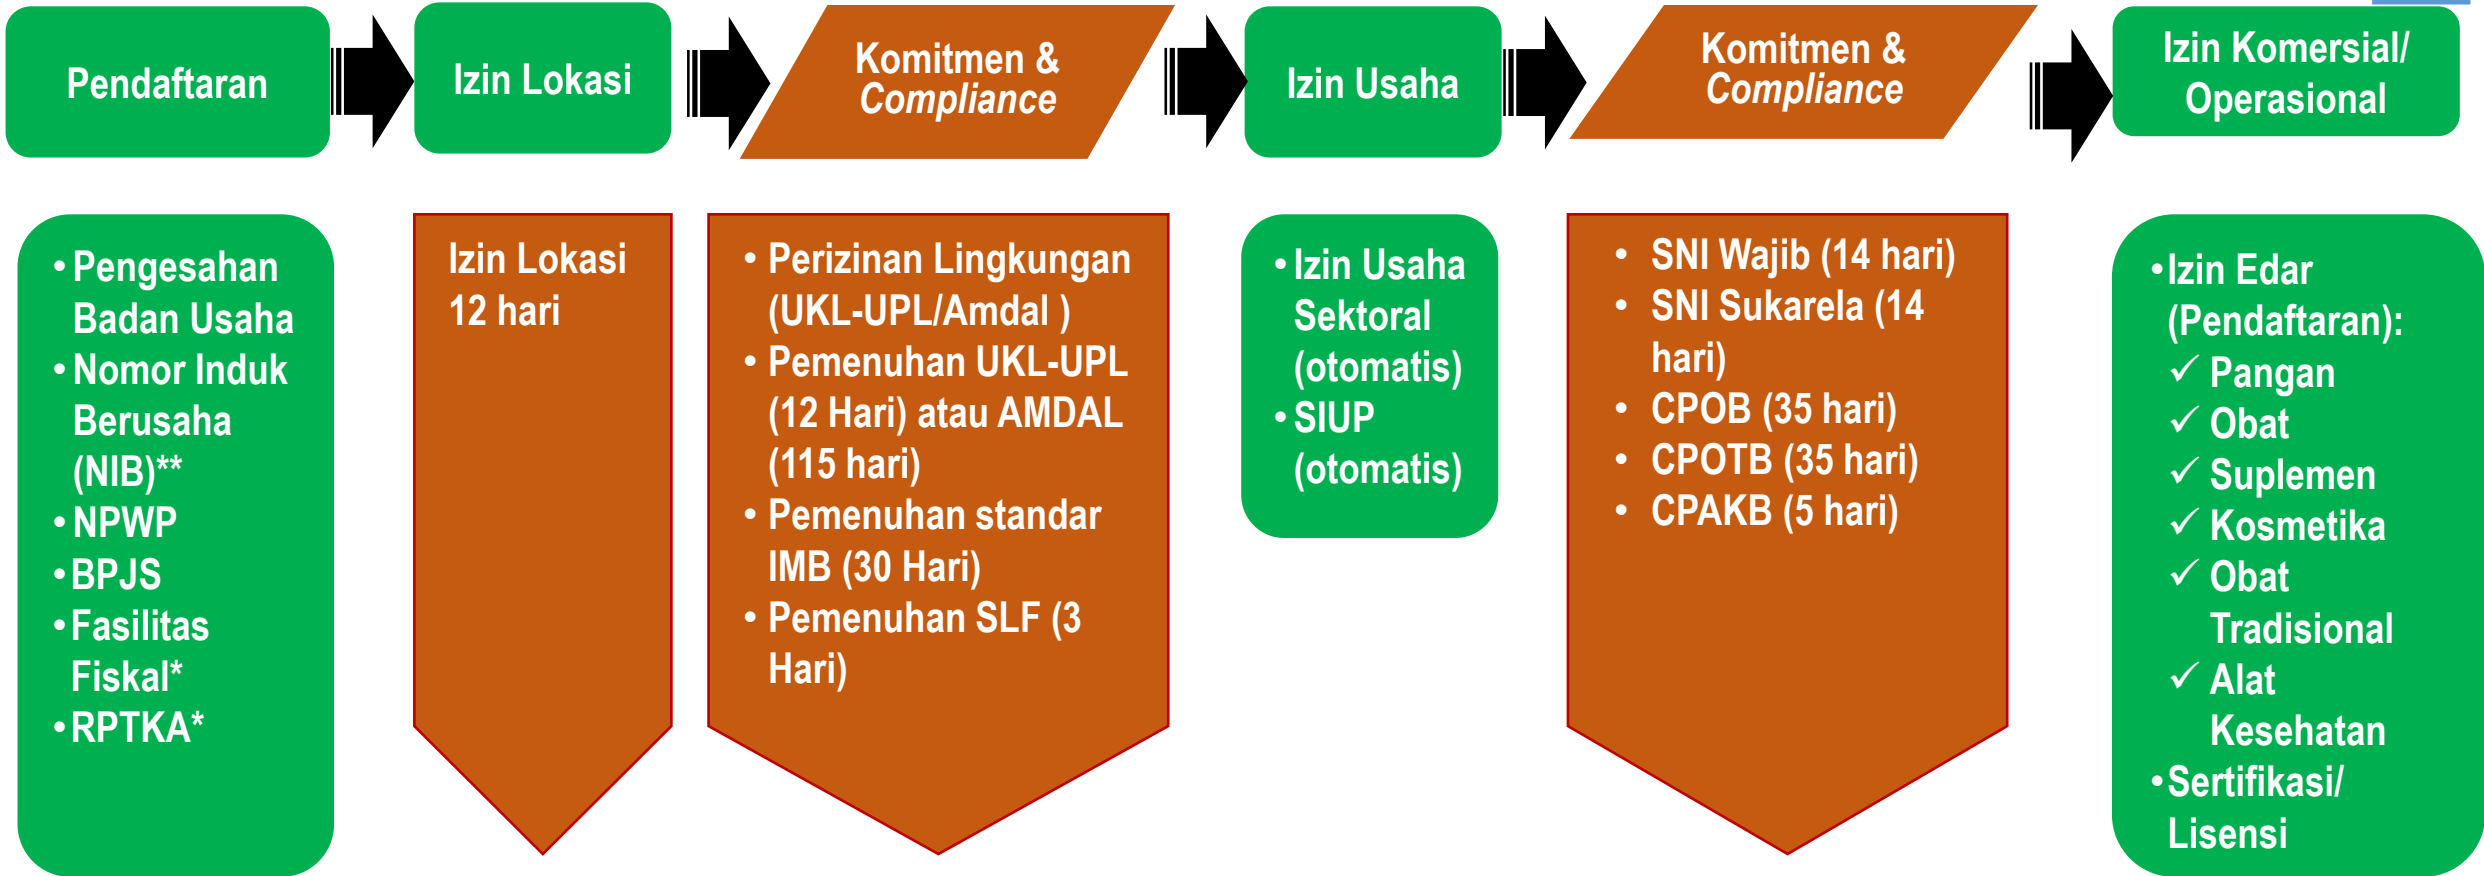 Pendaftaran
Izin Lokasi
Komitmen &
Compliance
Izin Usaha
Komitmen &
Compliance
Izin Komersial/
Operasional
• Pengesahan
Badan Usaha
• Nomor Induk
Berusaha
(NIB)**
• NPWP
• BPJS
• Fasilitas
Fiskal*
• RPTKA*
Izin Lokasi
12 hari
• Perizinan Lingkungan
(UKL-UPL/Amdal )
• Pemenuhan UKL-UPL
(12 Hari) atau AMDAL
(115 hari)
• Pemenuhan standar
IMB (30 Hari)
• Pemenuhan SLF (3
Hari)
• Izin Usaha
Sektoral
(otomatis)
• SIUP
(otomatis)
• SNI Wajib (14 hari)
• SNI Sukarela (14
hari)
• CPOB (35 hari)
• CPOTB (35 hari)
• CPAKB (5 hari)
• Izin Edar
(Pendaftaran):
✓ Pangan
✓ Obat
✓ Suplemen
✓ Kosmetika
✓ Obat
Tradisional
✓ Alat
Kesehatan
• Sertifikasi/
Lisensi